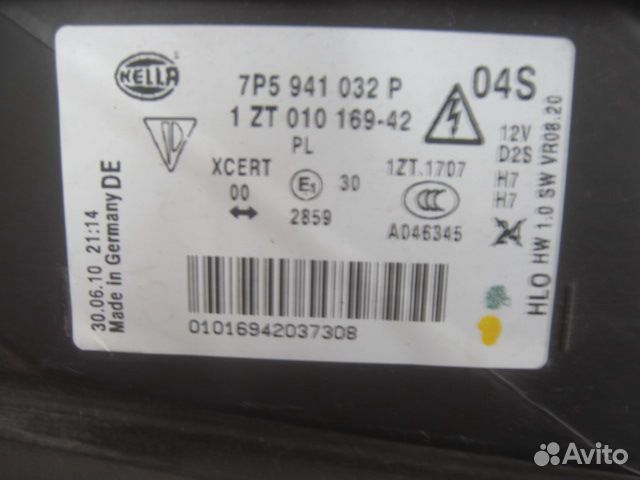 HELLA
7P5 941 032 P
1 ZT 010 169-42
04S
PL
XCERT
00
E1
30
2859
1ZT.1707
CCC
A046345
12V
D2S
H7
H7
HLO HW 1.0 SW VR08.20
30.06.10 21:14
Made in Germany DE
01016942037308
Avito